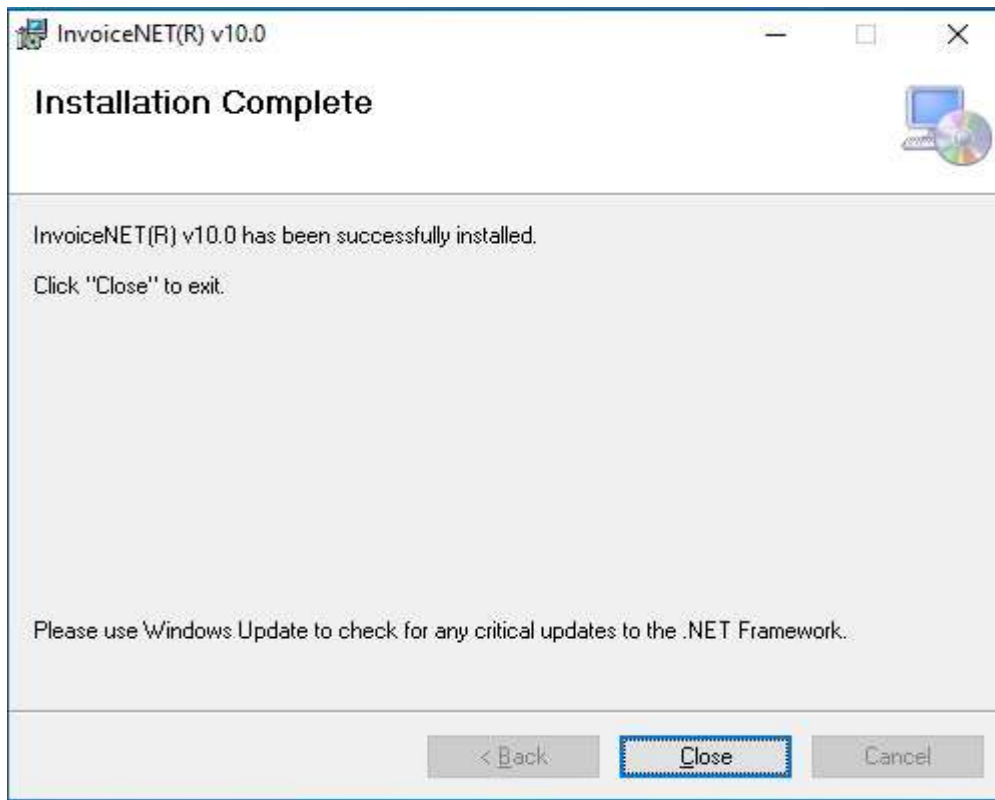 InvoiceNET(R) v10.0
Installation Complete
InvoiceNET(R) v10.0 has been successfully installed.
Click "Close" to exit.
Please use Windows Update to check for any critical updates to the .NET Framework.
< Back
Close
Cancel